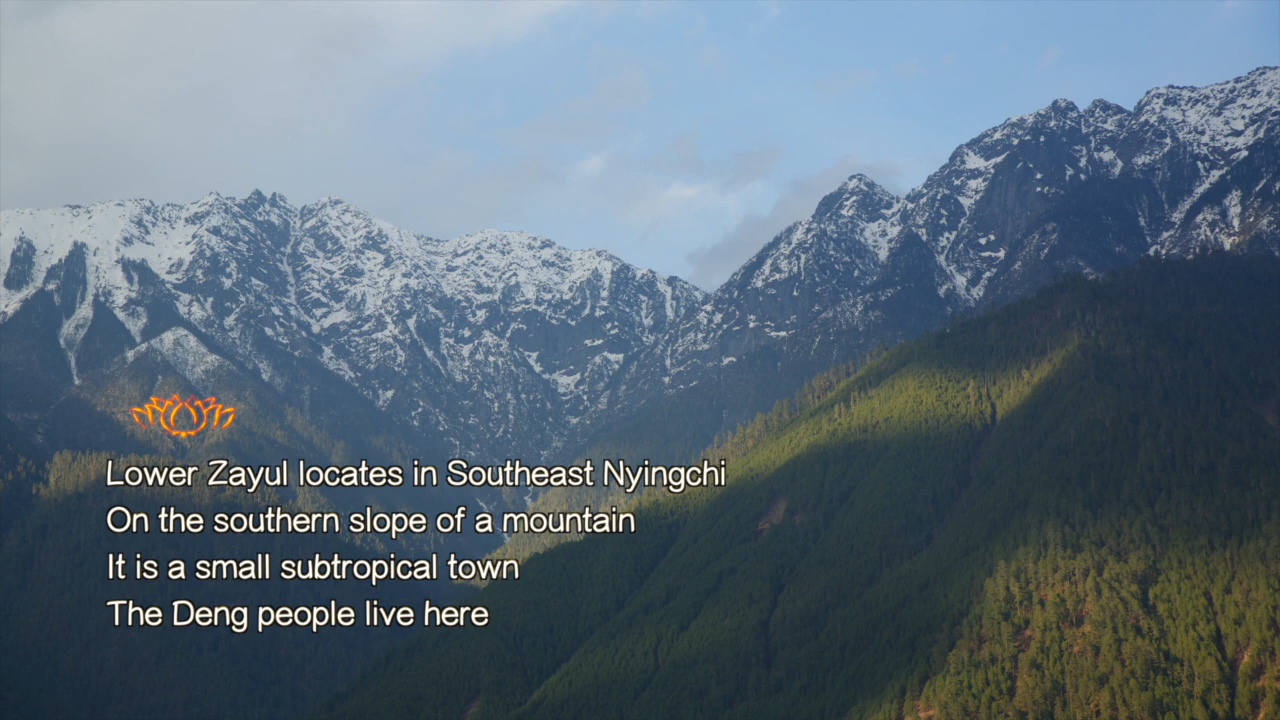 Lower Zayul locates in Southeast Nyingchi
On the southern slope of a mountain
It is a small subtropical town
The Deng people live here